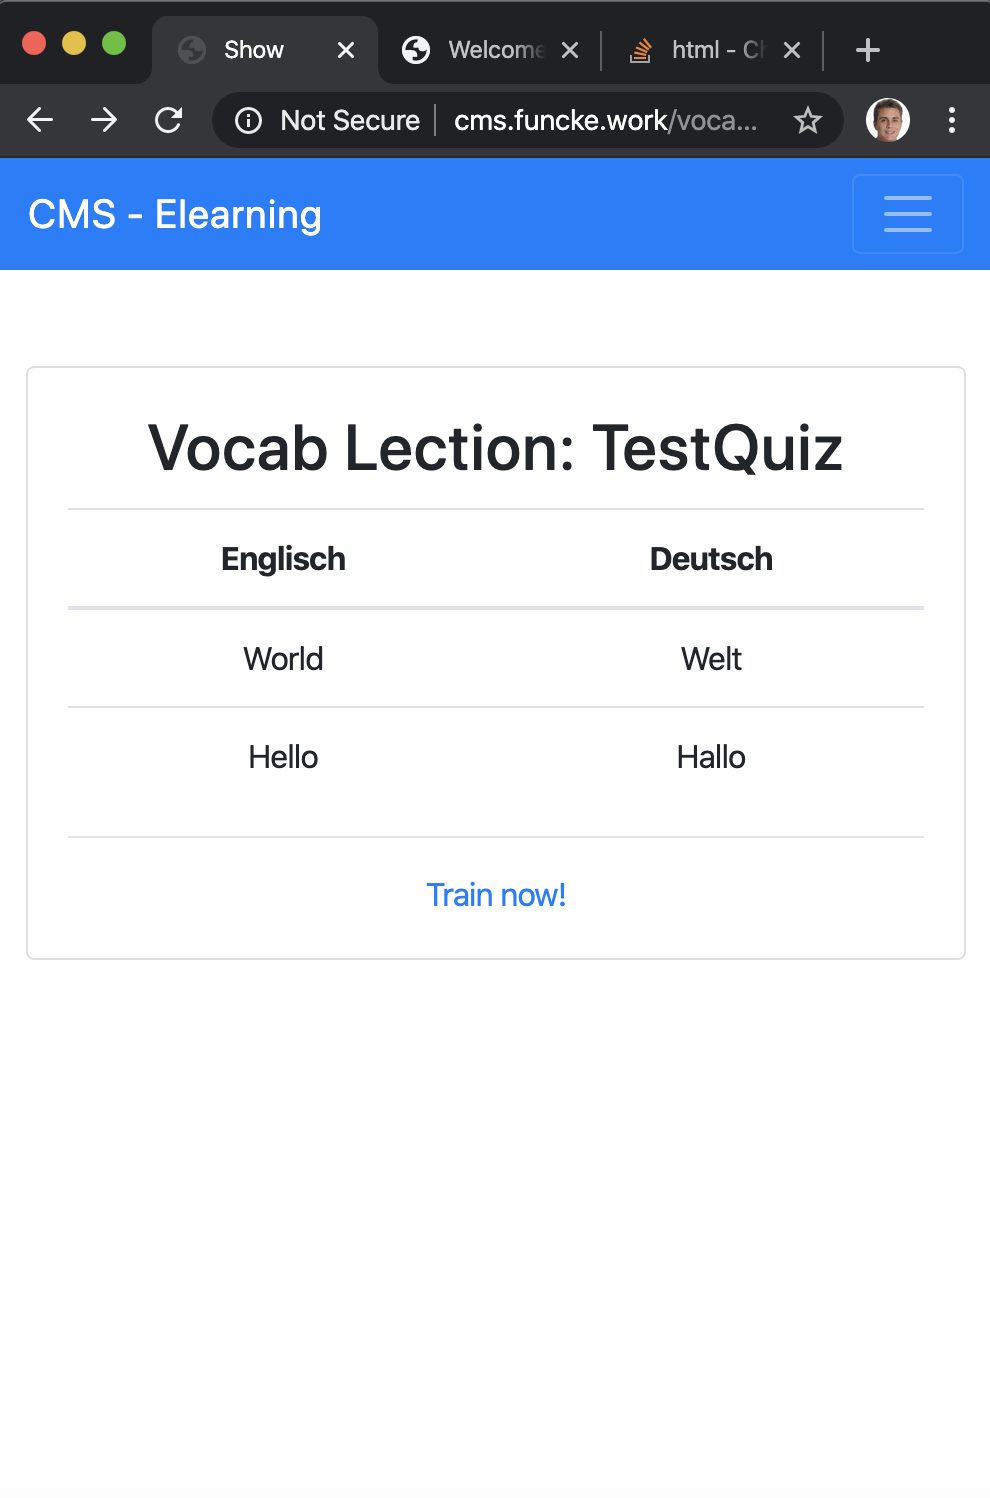 Show Welcome html - Ch
Not Secure cms.funcke.work/voca...
CMS - Elearning
Vocab Lection: TestQuiz
Englisch Deutsch
World Welt
Hello Hallo
Train now!